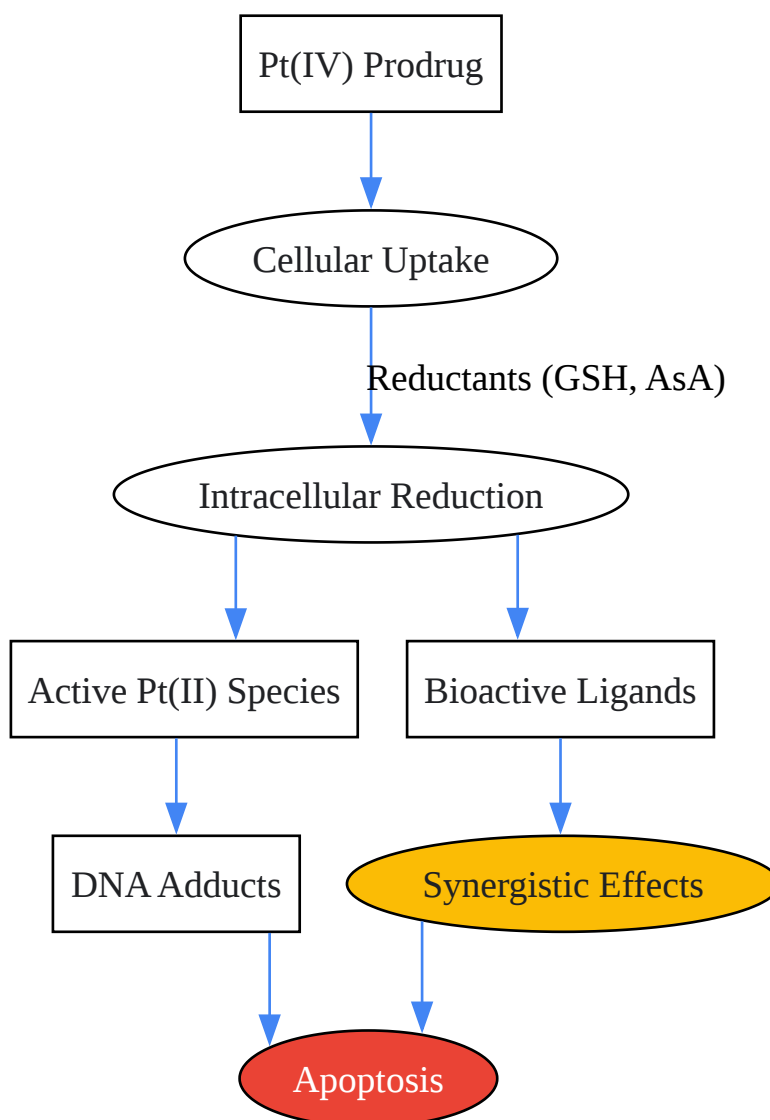 Pt(IV) Prodrug
Cellular Uptake
Reductants (GSH, AsA)
Intracellular Reduction
Active Pt(II) Species
Bioactive Ligands
DNA Adducts
Synergistic Effects
Apoptosis